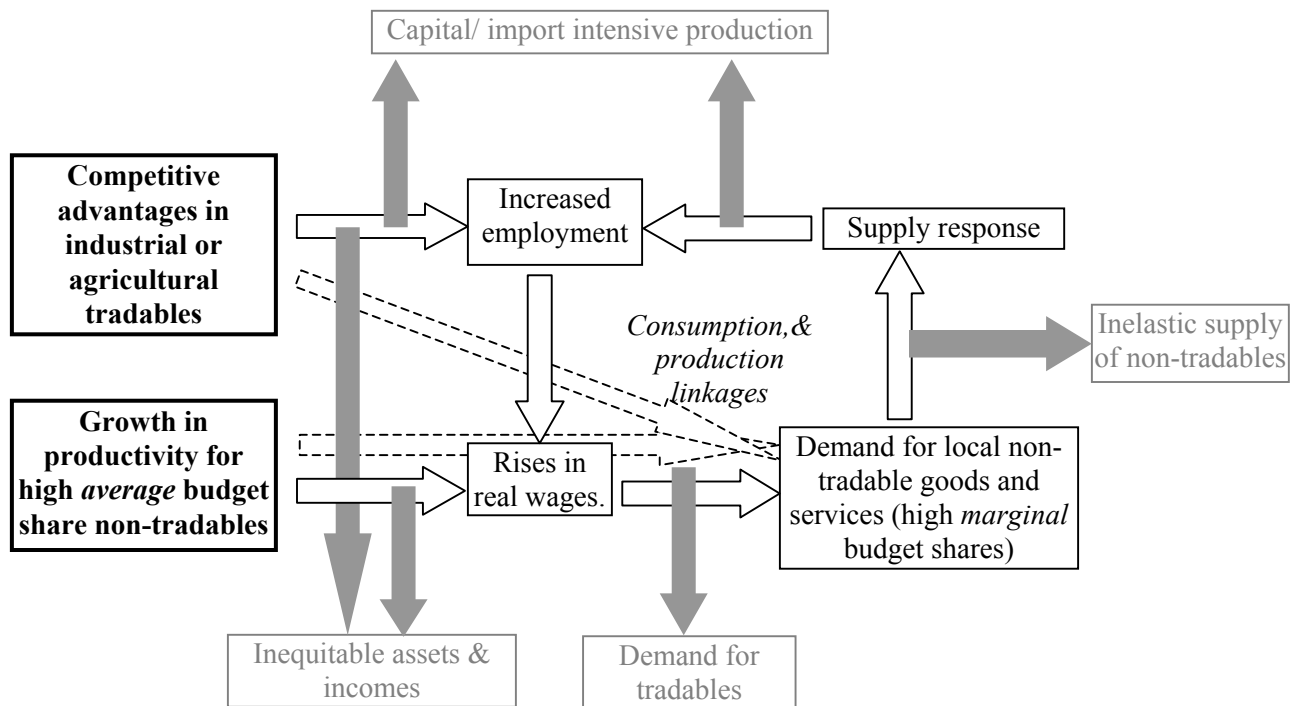 Capital/ import intensive production
Competitive
advantages in
industrial or
agricultural
tradables
Increased
employment
Supply response
Consumption,&
production
linkages
Inelastic supply
of non-tradables
Growth in
productivity for
high average budget
share non-tradables
Rises in
real wages.
Demand for local non-
tradable goods and
services (high marginal
budget shares)
Inequitable assets &
incomes
Demand for
tradables